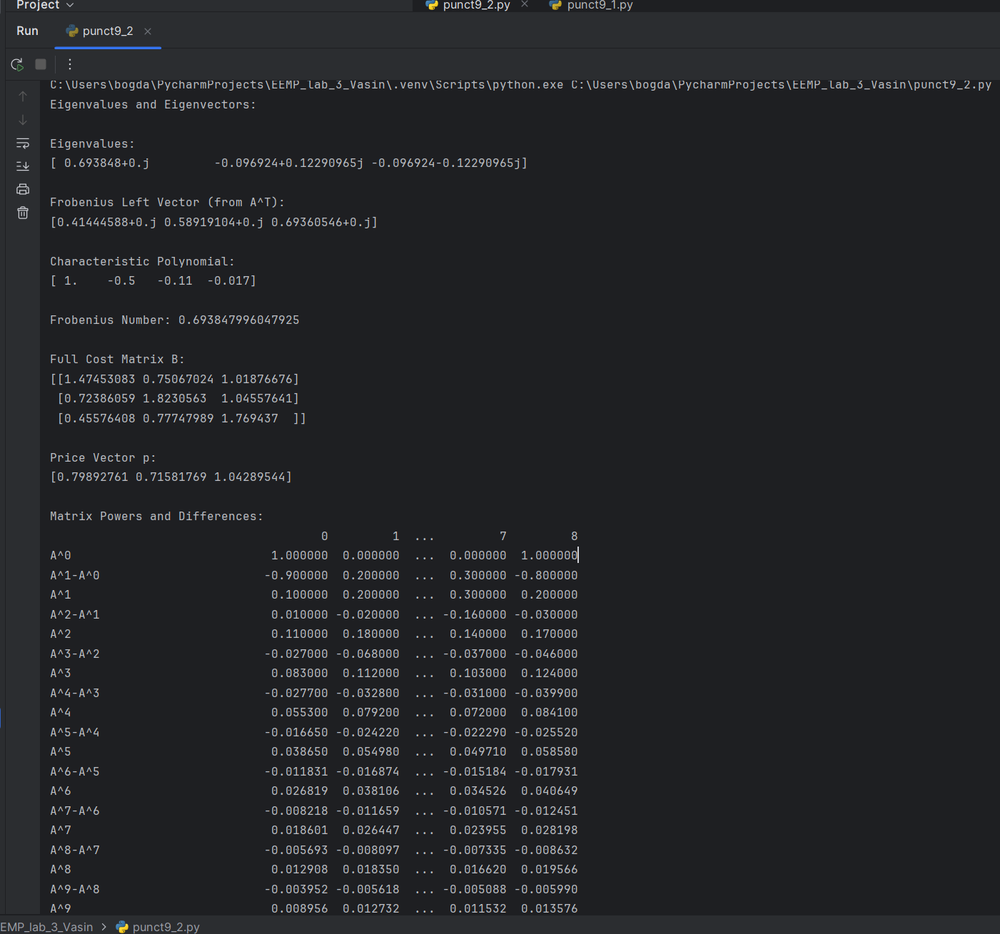 Project
punct9_2.py punct9_1.py
Run punct9_2
C:\Users\bogda\PycharmProjects\EEMP_lab_3_Vasin\.venv\Scripts\python.exe C:\Users\bogda\PycharmProjects\EEMP_lab_3_Vasin\punct9_2.py
Eigenvalues and Eigenvectors:
Eigenvalues:
[ 0.693848+0.j         -0.096924+0.12290965j -0.096924-0.12290965j]
Frobenius Left Vector (from A^T):
[0.41444588+0.j 0.58919104+0.j 0.69360546+0.j]
Characteristic Polynomial:
[ 1.    -0.5   -0.11  -0.017]
Frobenius Number: 0.693847996047925
Full Cost Matrix B:
[[1.47453083 0.75067024 1.01876676]
 [0.72386059 1.8230563  1.04557641]
 [0.45576408 0.77747989 1.769437  ]]
Price Vector p:
[0.79892761 0.71581769 1.04289544]
Matrix Powers and Differences:
0 1 ... 7 8
A^0 1.000000 0.000000 ... 0.000000 1.000000
A^1-A^0 -0.900000 0.200000 ... 0.300000 -0.800000
A^1 0.100000 0.200000 ... 0.300000 0.200000
A^2-A^1 0.010000 -0.020000 ... -0.160000 -0.030000
A^2 0.110000 0.180000 ... 0.140000 0.170000
A^3-A^2 -0.027000 -0.068000 ... -0.037000 -0.046000
A^3 0.083000 0.112000 ... 0.103000 0.124000
A^4-A^3 -0.027700 -0.032800 ... -0.031000 -0.039900
A^4 0.055300 0.079200 ... 0.072000 0.084100
A^5-A^4 -0.016650 -0.024220 ... -0.022290 -0.025520
A^5 0.038650 0.054980 ... 0.049710 0.058580
A^6-A^5 -0.011831 -0.016874 ... -0.015184 -0.017931
A^6 0.026819 0.038106 ... 0.034526 0.040649
A^7-A^6 -0.008218 -0.011659 ... -0.010571 -0.012451
A^7 0.018601 0.026447 ... 0.023955 0.028198
A^8-A^7 -0.005693 -0.008097 ... -0.007335 -0.008632
A^8 0.012908 0.018350 ... 0.016620 0.019566
A^9-A^8 -0.003952 -0.005618 ... -0.005088 -0.005990
A^9 0.008956 0.012732 ... 0.011532 0.013576
EMP_lab_3_Vasin > punct9_2.py